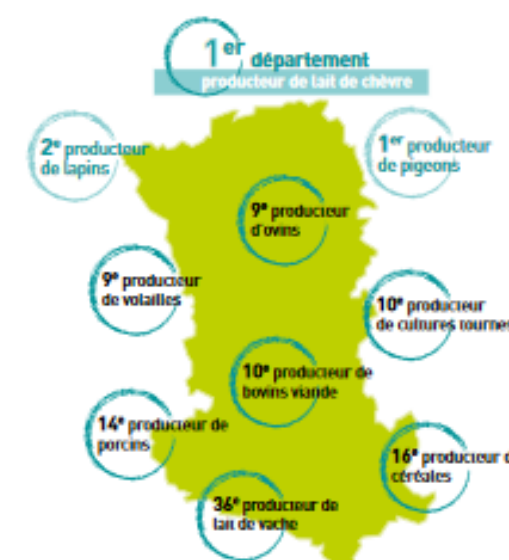 1er département
producteur de lait de chèvre
2e producteur
de lapins
1er producteur
de pigeons
9e producteur
d'ovins
9e producteur
de volailles
10e producteur
de cultures
10e producteur de
bovins viande
14e producteur de
porcins
16e producteur
céréales
36e producteur de
lait de vache